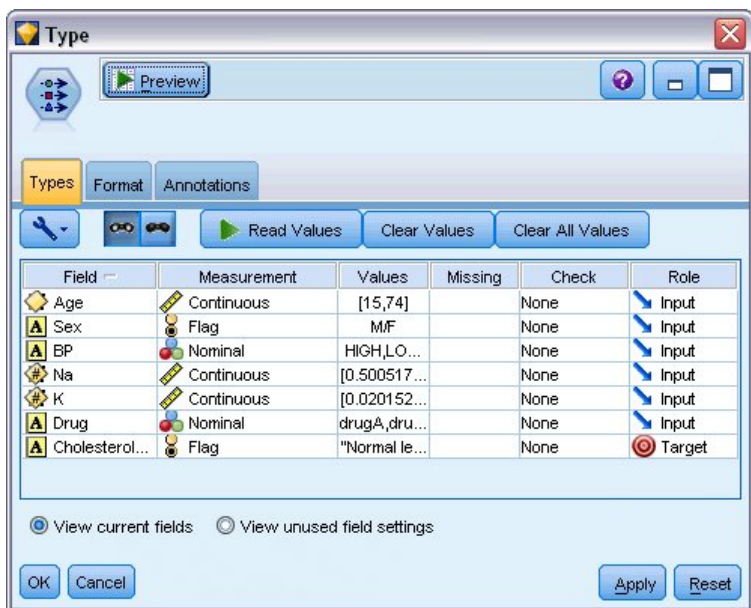 Type
Preview
Types Format Annotations
Read Values Clear Values Clear All Values
Field Measurement Values Missing Check Role
Age Continuous [15,74] None Input
A Sex Flag M/F None Input
A BP Nominal HIGH,LO... None Input
# Na Continuous [0.500517... None Input
# K Continuous [0.020152... None Input
A Drug Nominal drugA,dru... None Input
A Cholesterol... Flag "Normal le... None Target
View current fields View unused field settings
OK Cancel Apply Reset